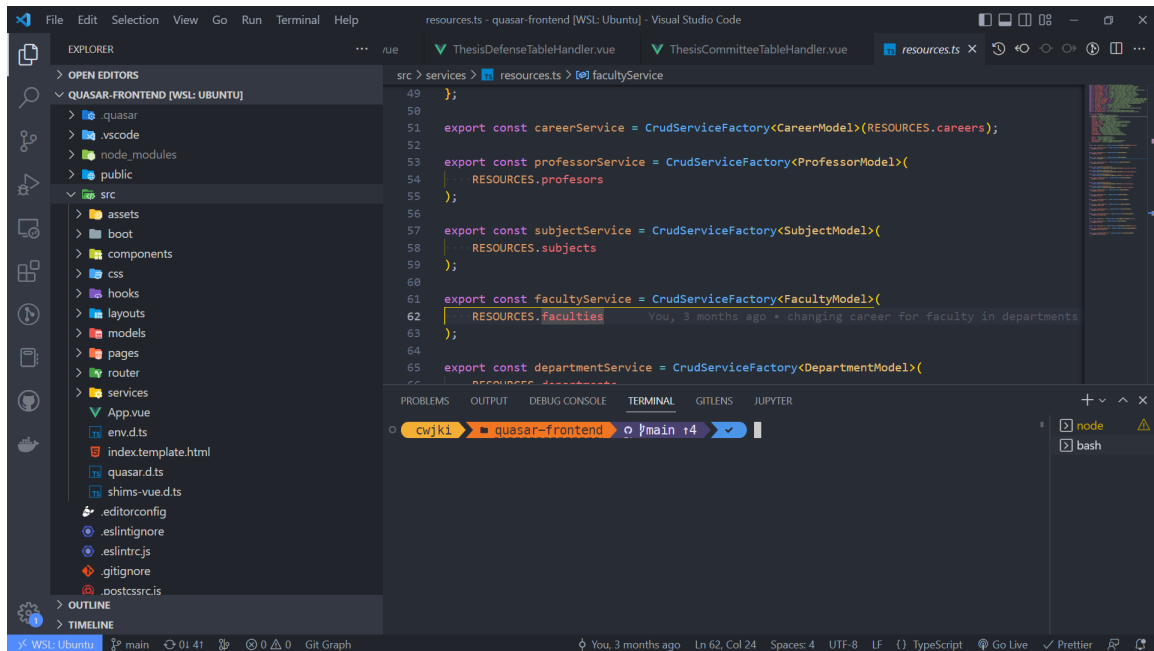 File Edit Selection View Go Run Terminal Help
resources.ts - quasar-frontend [WSL: Ubuntu] - Visual Studio Code
EXPLORER
OPEN EDITORS
QUASAR-FRONTEND [WSL: UBUNTU]
.quasar
.vscode
node_modules
public
src
assets
boot
components
css
hooks
layouts
models
pages
router
services
App.vue
env.d.ts
index.template.html
quasar.d.ts
shims-vue.d.ts
.editorconfig
.eslintignore
.eslintrc.js
.gitignore
.postcssrc.js
OUTLINE
TIMELINE
ThesisDefenseTableHandler.vue ThesisCommitteeTableHandler.vue resources.ts
src > services > resources.ts > facultyService
49 };
50
51 export const careerService = CrudServiceFactory<CareerModel>(RESOURCES.careers);
52
53 export const professorService = CrudServiceFactory<ProfessorModel>(
54 RESOURCES.profesors
55 );
56
57 export const subjectService = CrudServiceFactory<SubjectModel>(
58 RESOURCES.subjects
59 );
60
61 export const facultyService = CrudServiceFactory<FacultyModel>(
62 RESOURCES.faculties You, 3 months ago • changing career for faculty in departments
63 );
64
65 export const departmentService = CrudServiceFactory<DepartmentModel>(
66 RESOURCES.departments
PROBLEMS OUTPUT DEBUG CONSOLE TERMINAL GITLENS JUPYTER
cwjki quasar-frontend main ↑4
node
bash
1
WSL: Ubuntu main 0↓ 4↑ 0 0 Git Graph You, 3 months ago Ln 62, Col 24 Spaces: 4 UTF-8 LF {} TypeScript Go Live Prettier